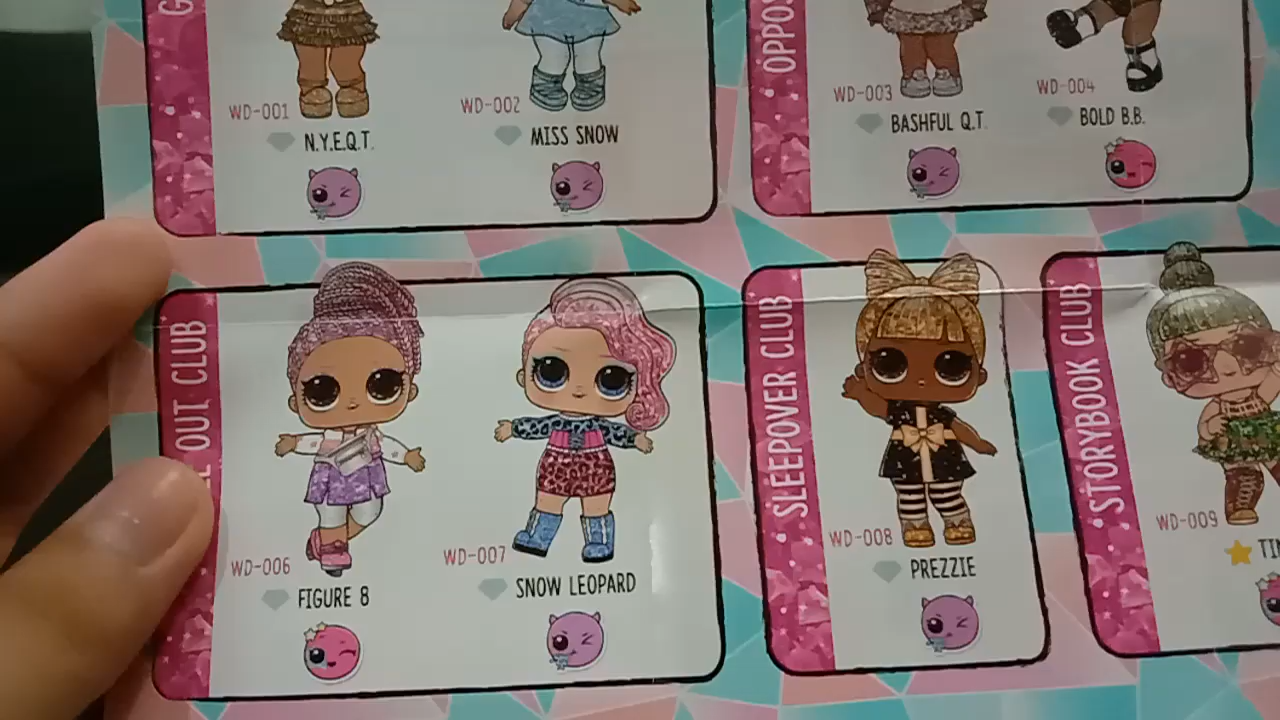 WD-001
N.Y.E.Q.T.
WD-002
MISS SNOW
OPPOS
WD-003
BASHFUL Q.T.
WD-004
BOLD B.B.
OUT CLUB
WD-006
FIGURE 8
WD-007
SNOW LEOPARD
SLEEPOVER CLUB
WD-008
PREZZIE
STORYBOOK CLUB
WD-009